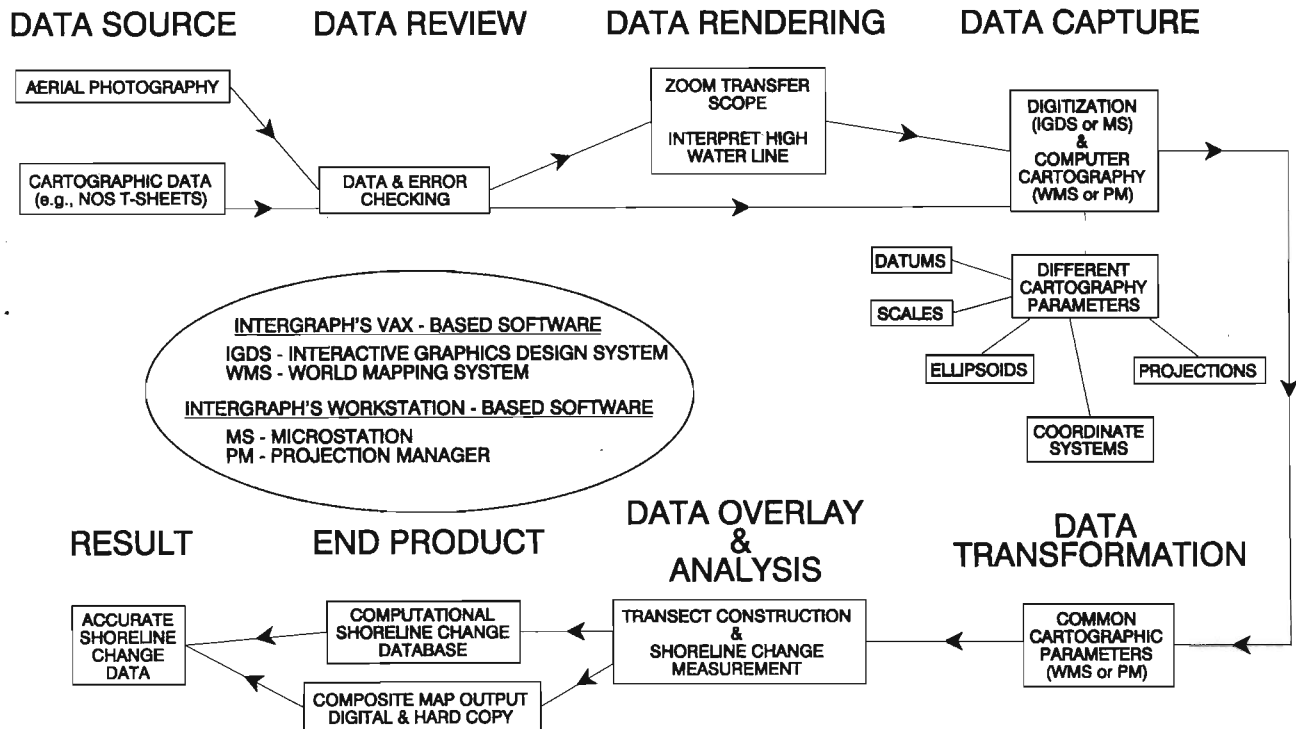 DATA SOURCE
DATA REVIEW
DATA RENDERING
DATA CAPTURE
AERIAL PHOTOGRAPHY
CARTOGRAPHIC DATA
(e.g., NOS T-SHEETS)
DATA & ERROR
CHECKING
ZOOM TRANSFER
SCOPE
INTERPRET HIGH
WATER LINE
DIGITIZATION
(IGDS or MS)
&
COMPUTER
CARTOGRAPHY
(WMS or PM)
DATUMS
SCALES
ELLIPSOIDS
DIFFERENT
CARTOGRAPHY
PARAMETERS
PROJECTIONS
COORDINATE
SYSTEMS
INTERGRAPH'S VAX - BASED SOFTWARE
IGDS - INTERACTIVE GRAPHICS DESIGN SYSTEM
WMS - WORLD MAPPING SYSTEM
INTERGRAPH'S WORKSTATION - BASED SOFTWARE
MS - MICROSTATION
PM - PROJECTION MANAGER
RESULT
END PRODUCT
DATA OVERLAY
&
ANALYSIS
DATA
TRANSFORMATION
ACCURATE
SHORELINE
CHANGE
DATA
COMPUTATIONAL
SHORELINE CHANGE
DATABASE
COMPOSITE MAP OUTPUT
DIGITAL & HARD COPY
TRANSECT CONSTRUCTION
&
SHORELINE CHANGE
MEASUREMENT
COMMON
CARTOGRAPHIC
PARAMETERS
(WMS or PM)